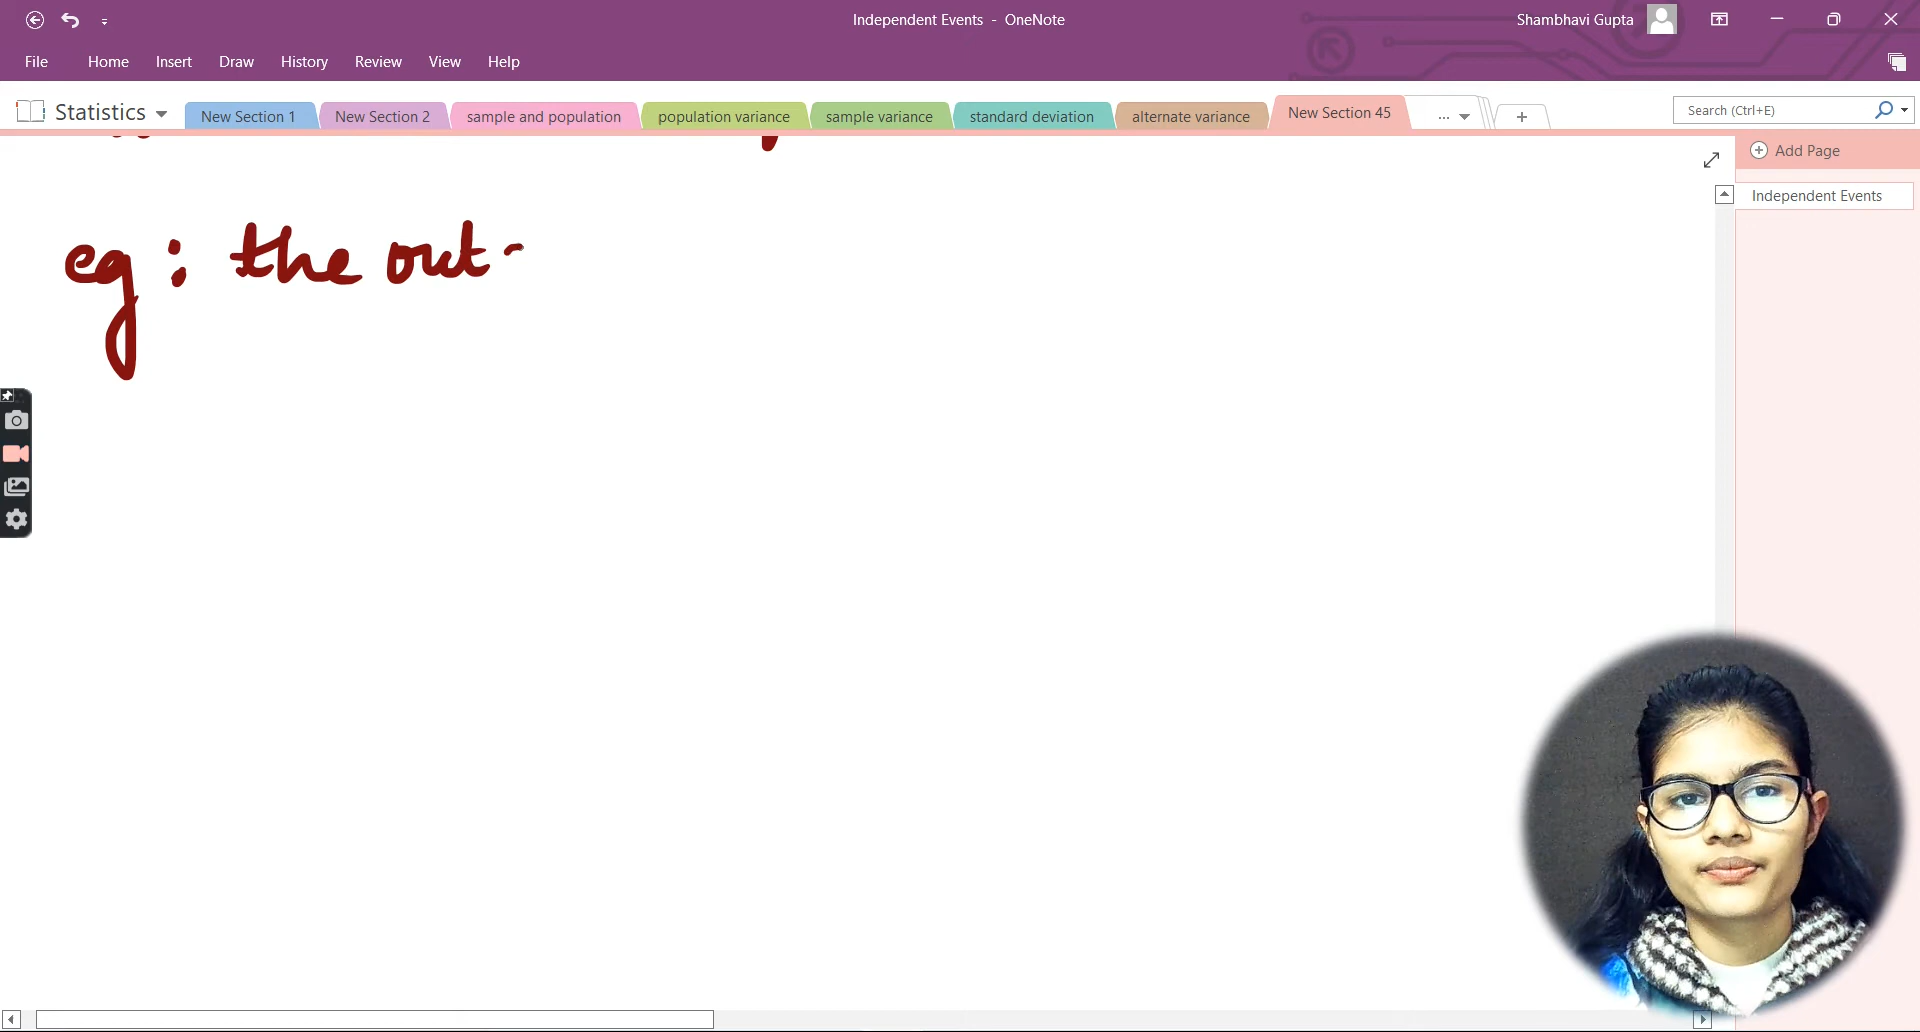 Independent Events - OneNote
Shambhavi Gupta
File Home Insert Draw History Review View Help
Statistics New Section 1 New Section 2 sample and population population variance sample variance standard deviation alternate variance New Section 45 ... + Search (Ctrl+E)
Add Page
Independent Events
eg : the out